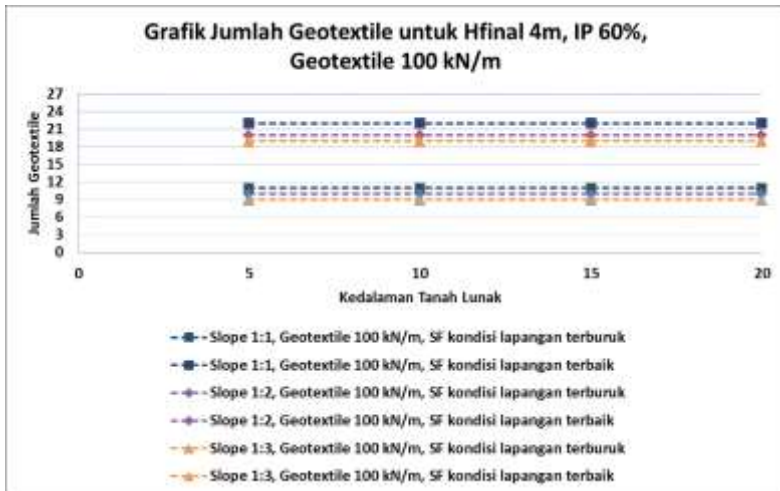 Grafik Jumlah Geotextile untuk Hfinal 4m, IP 60%,
Geotextile 100 kN/m
Jumlah Geotextile
27
24
21
18
15
12
9
6
3
0
0 5 10 15 20
Kedalaman Tanah Lunak
Slope 1:1, Geotextile 100 kN/m, SF kondisi lapangan terburuk
Slope 1:1, Geotextile 100 kN/m, SF kondisi lapangan terbaik
Slope 1:2, Geotextile 100 kN/m, SF kondisi lapangan terburuk
Slope 1:2, Geotextile 100 kN/m, SF kondisi lapangan terbaik
Slope 1:3, Geotextile 100 kN/m, SF kondisi lapangan terburuk
Slope 1:3, Geotextile 100 kN/m, SF kondisi lapangan terbaik